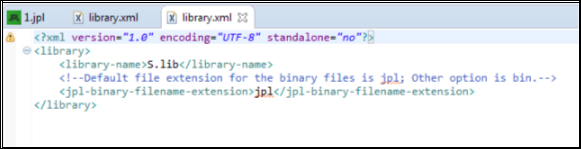 1.jpl library.xml library.xml
<?xml version="1.0" encoding="UTF-8" standalone="no"?>
<library>
<library-name>S.lib</library-name>
<!--Default file extension for the binary files is jpl; Other option is bin.-->
<jpl-binary-filename-extension>jpl</jpl-binary-filename-extension>
</library>